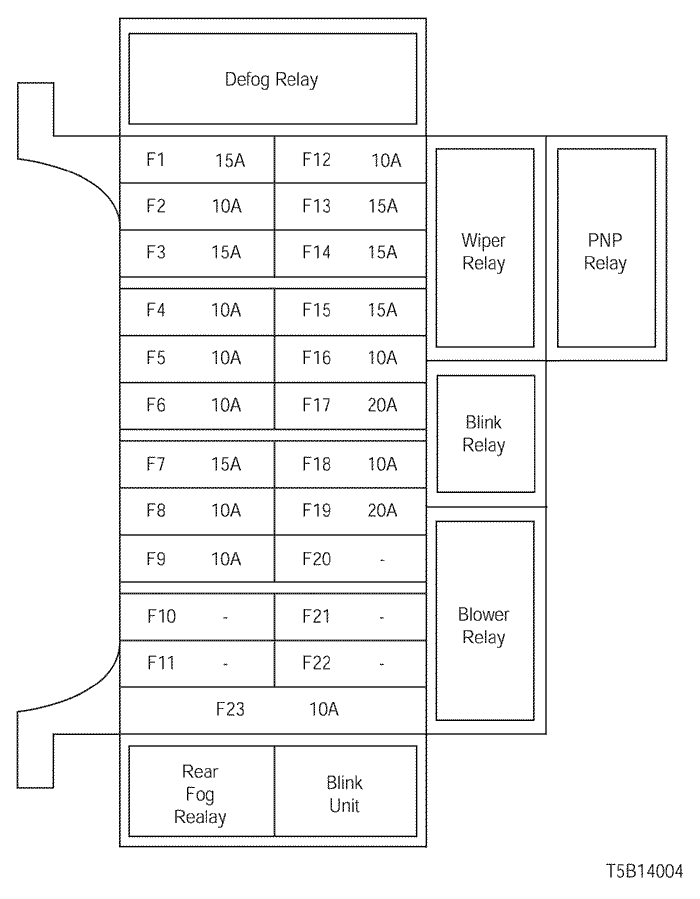 Defog Relay
F1 15A F12 10A
F2 10A F13 15A
F3 15A F14 15A
F4 10A F15 15A
F5 10A F16 10A
F6 10A F17 20A
F7 15A F18 10A
F8 10A F19 20A
F9 10A F20 -
F10 - F21 -
F11 - F22 -
F23 10A
Wiper
Relay
PNP
Relay
Blink
Relay
Blower
Relay
Rear
Fog
Realay
Blink
Unit
T5B14004